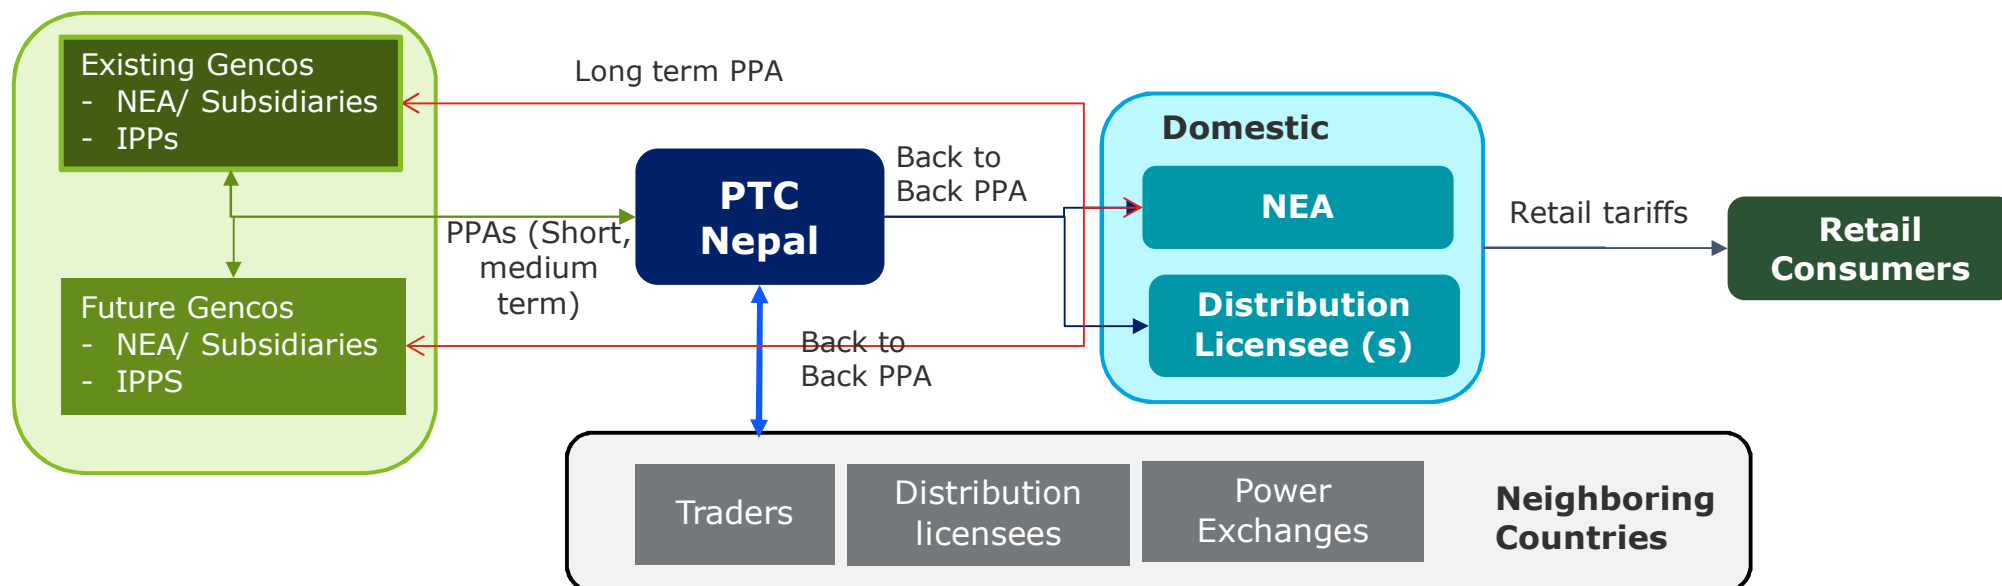 Existing Gencos
- NEA/ Subsidiaries
- IPPs
Future Gencos
- NEA/ Subsidiaries
- IPPS
Long term PPA
PPAs (Short,
medium
term)
PTC
Nepal
Back to
Back PPA
Back to
Back PPA
Domestic
NEA
Distribution
Licensee (s)
Retail tariffs
Retail
Consumers
Traders
Distribution
licensees
Power
Exchanges
Neighboring
Countries